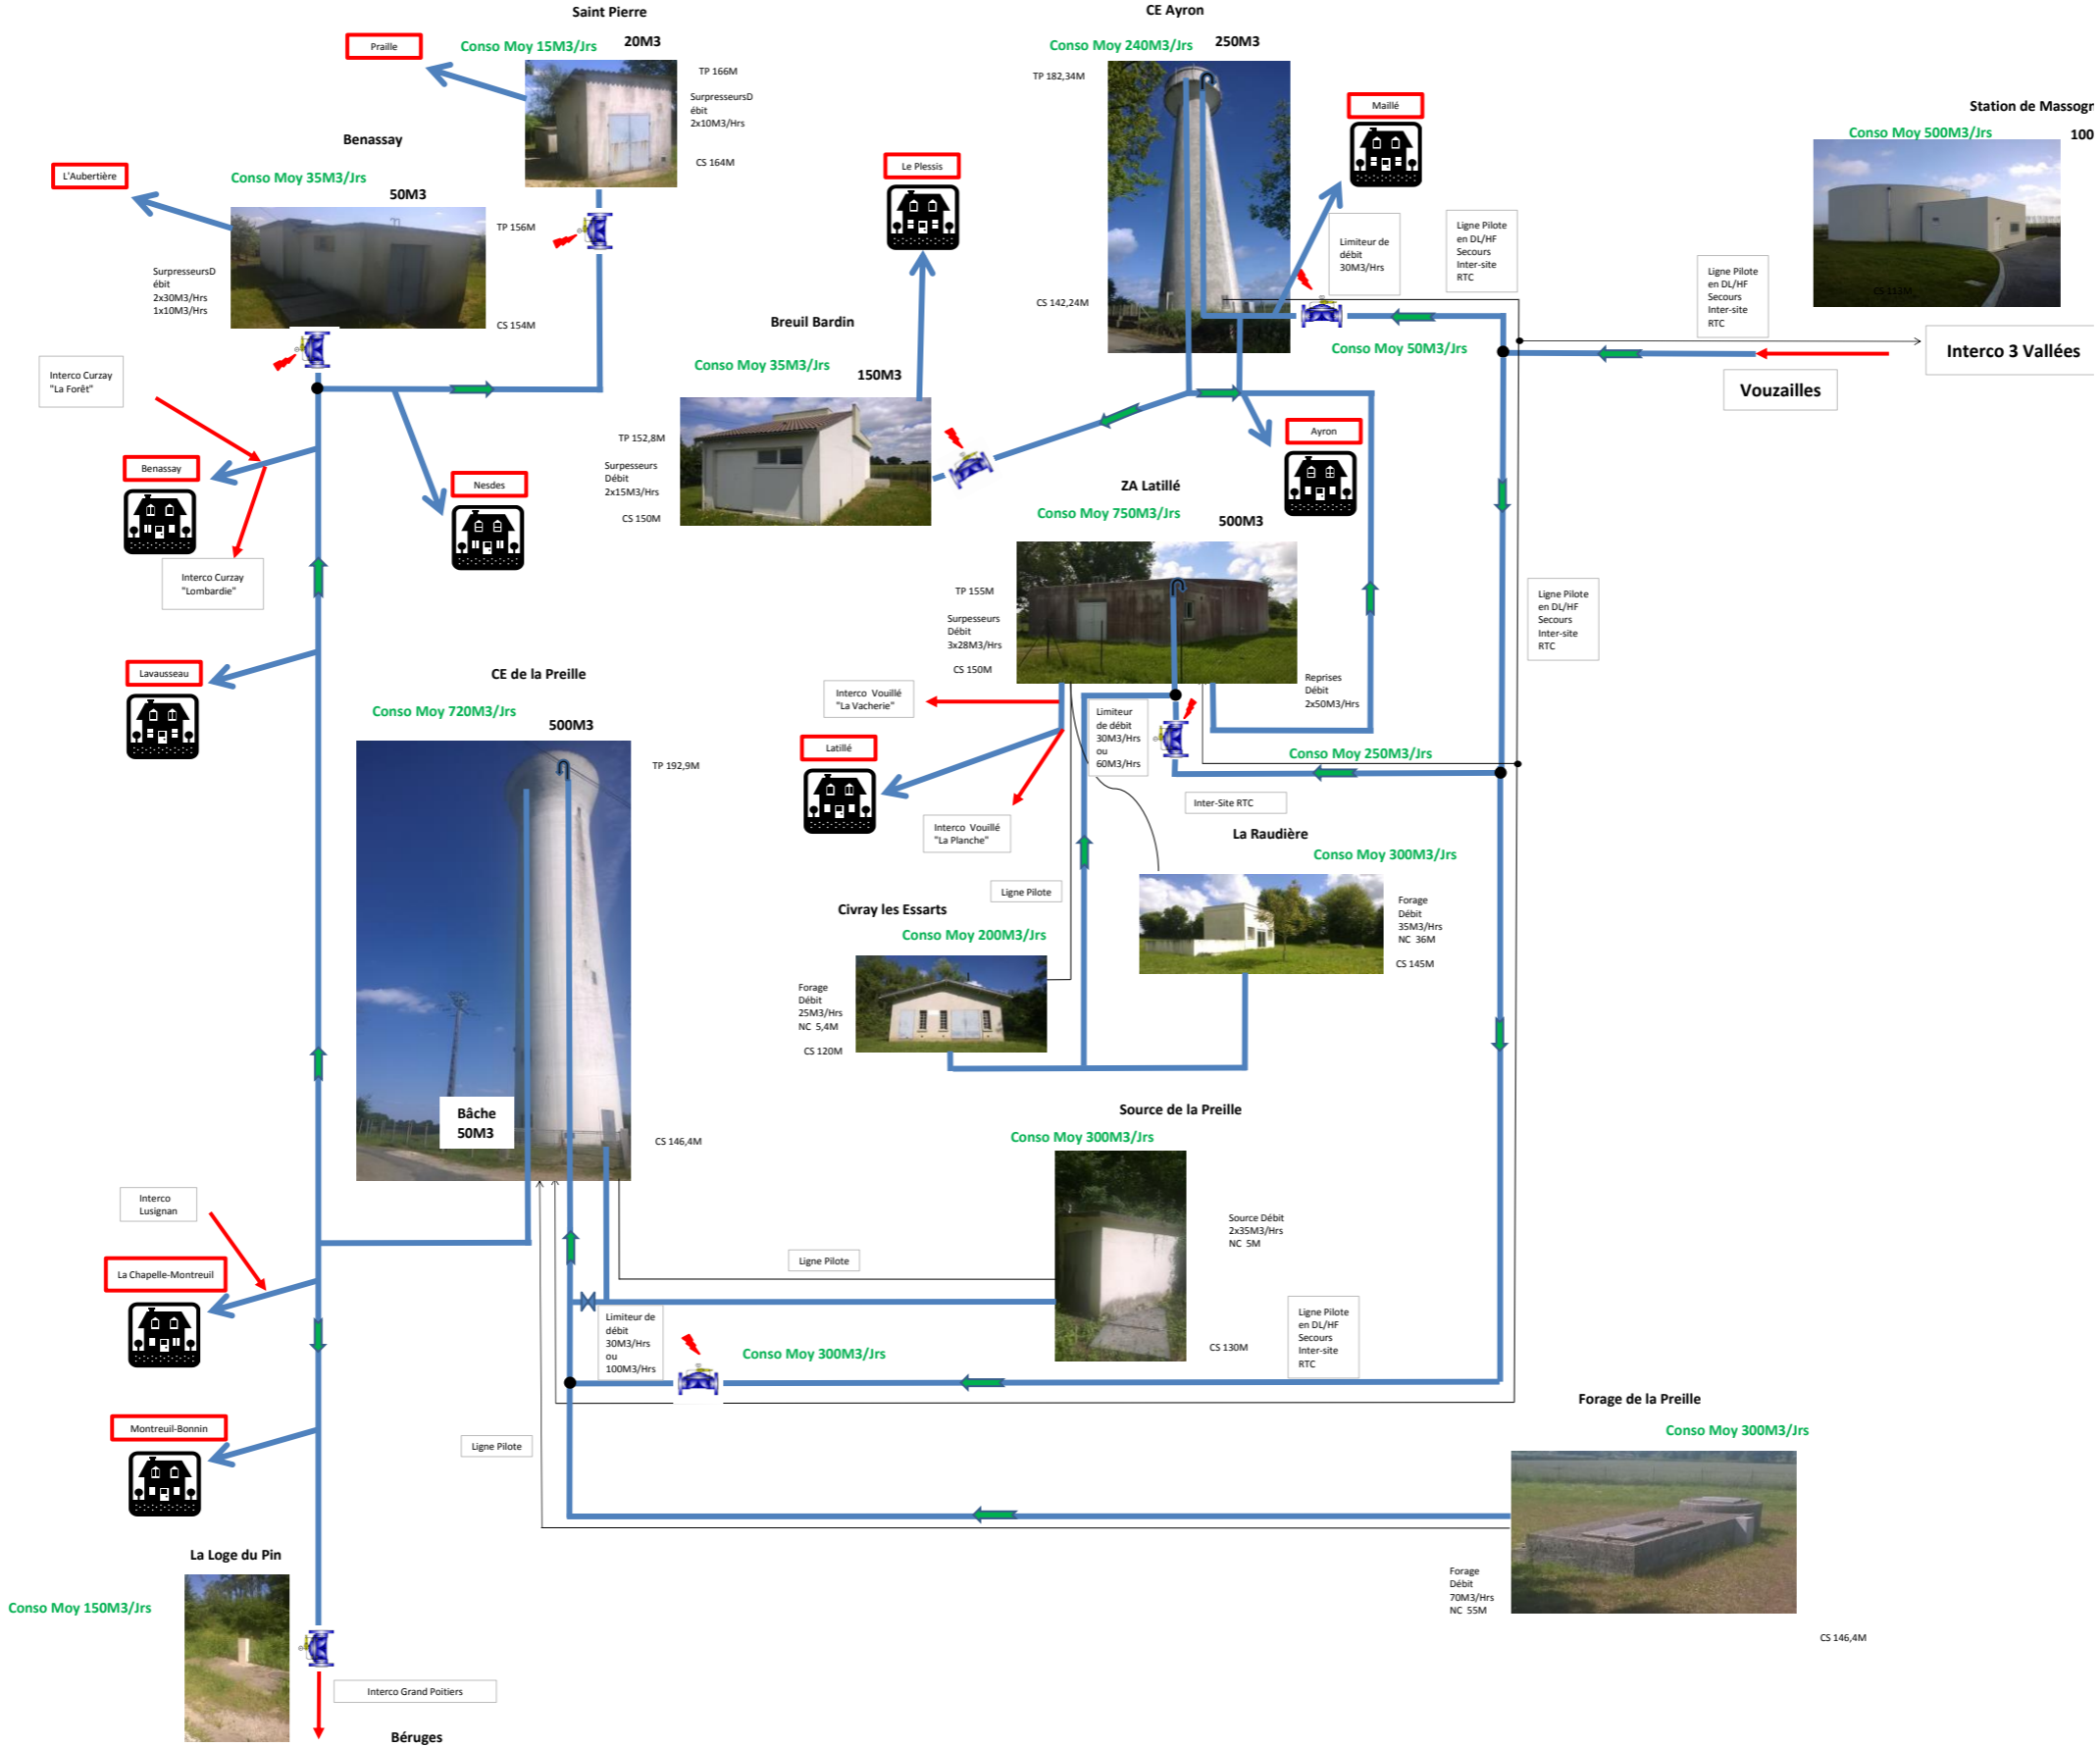 Saint Pierre
Conso Moy 15M3/Jrs
20M3
Praille
TP 166M
SurpresseursD
ébit
2x10M3/Hrs
CS 164M
CE Ayron
Conso Moy 240M3/Jrs
250M3
TP 182,34M
CS 142,24M
Maillé
Limiteur de
débit
30M3/Hrs
Ligne Pilote
en DL/HF
Secours
Inter-site
RTC
Conso Moy 50M3/Jrs
Station de Massogn
Conso Moy 500M3/Jrs
100
CS 113M
Ligne Pilote
en DL/HF
Secours
Inter-site
RTC
Interco 3 Vallées
Vouzailles
Benassay
Conso Moy 35M3/Jrs
50M3
L'Aubertière
TP 156M
SurpresseursD
ébit
2x30M3/Hrs
1x10M3/Hrs
CS 154M
Le Plessis
Breuil Bardin
Conso Moy 35M3/Jrs
150M3
TP 152,8M
Surpesseurs
Débit
2x15M3/Hrs
CS 150M
Interco Curzay
"La Forêt"
Benassay
Nesdes
Interco Curzay
"Lombardie"
Ayron
ZA Latillé
Conso Moy 750M3/Jrs
500M3
TP 155M
Surpesseurs
Débit
3x28M3/Hrs
CS 150M
Reprises
Débit
2x50M3/Hrs
Ligne Pilote
en DL/HF
Secours
Inter-site
RTC
Lavausseau
CE de la Preille
Conso Moy 720M3/Jrs
500M3
TP 192,9M
Bâche
50M3
CS 146,4M
Interco  Vouillé
"La Vacherie"
Latillé
Interco  Vouillé
"La Planche"
Limiteur
de débit
30M3/Hrs
ou
60M3/Hrs
Conso Moy 250M3/Jrs
Inter-Site RTC
La Raudière
Conso Moy 300M3/Jrs
Forage
Débit
35M3/Hrs
NC  36M
CS 145M
Ligne Pilote
Civray les Essarts
Conso Moy 200M3/Jrs
Forage
Débit
25M3/Hrs
NC  5,4M
CS 120M
Source de la Preille
Conso Moy 300M3/Jrs
Source Débit
2x35M3/Hrs
NC  5M
CS 130M
Interco
Lusignan
La Chapelle-Montreuil
Ligne Pilote
Limiteur de
débit
30M3/Hrs
ou
100M3/Hrs
Conso Moy 300M3/Jrs
Ligne Pilote
en DL/HF
Secours
Inter-site
RTC
Montreuil-Bonnin
Ligne Pilote
Forage de la Preille
Conso Moy 300M3/Jrs
Forage
Débit
70M3/Hrs
NC  55M
CS 146,4M
La Loge du Pin
Conso Moy 150M3/Jrs
Interco Grand Poitiers
Béruges